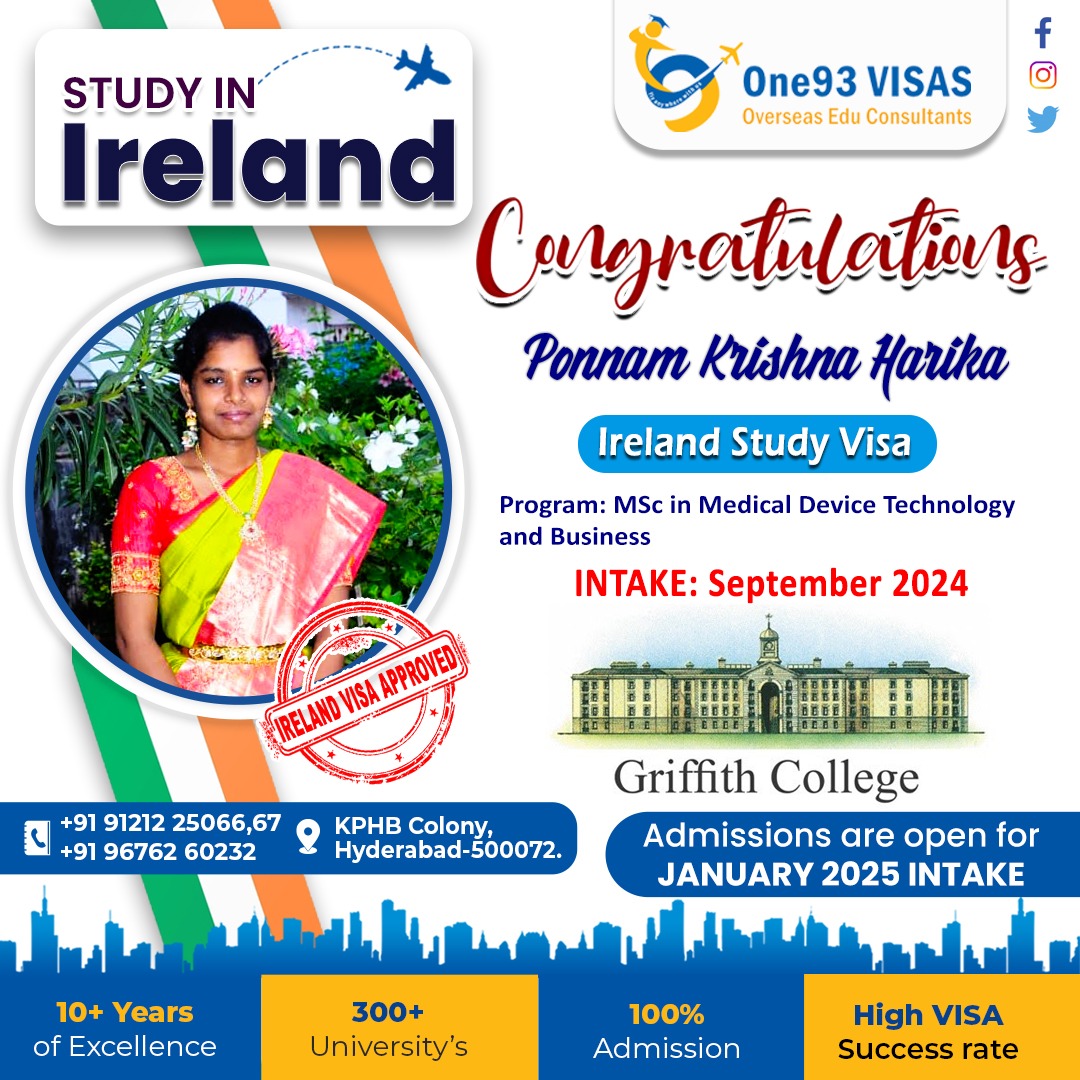 STUDY IN
Ireland
One93 VISAS
Overseas Edu Consultants
Congratulations
Ponnam Krishna Harika
Ireland Study Visa
Program: MSc in Medical Device Technology
and Business
INTAKE: September 2024
IRELAND VISA APPROVED
Griffith College
+91 91212 25066,67
+91 96762 60232
KPHB Colony,
Hyderabad-500072.
Admissions are open for
JANUARY 2025 INTAKE
10+ Years
of Excellence
300+
University's
100%
Admission
High VISA
Success rate